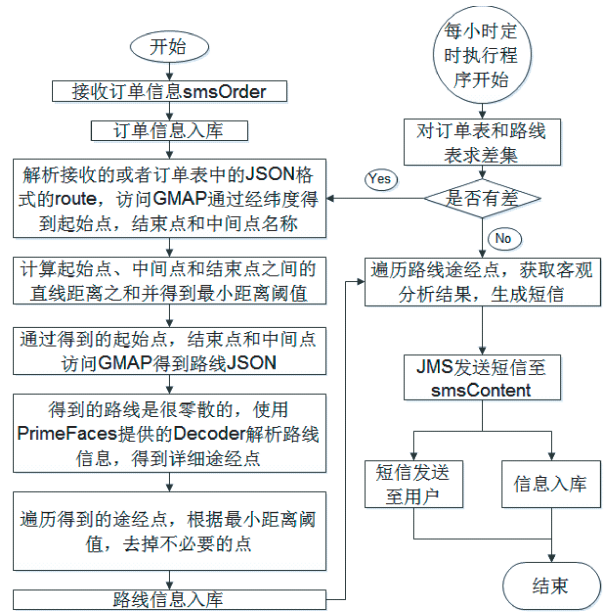 开始
接收订单信息smsOrder
订单信息入库
解析接收的或者订单表中的JSON格
式的route，访问GMAP通过经纬度得
到起始点，结束点和中间点名称
计算起始点、中间点和结束点之间的
直线距离之和并得到最小距离阈值
通过得到的起始点，结束点和中间点
访问GMAP得到路线JSON
得到的路线是很零散的，使用
PrimeFaces提供的Decoder解析路线
信息，得到详细途经点
遍历得到的途经点，根据最小距离阈
值，去掉不必要的点
路线信息入库
每小时定
时执行程
序开始
对订单表和路线
表求差集
是否有差
Yes
No
遍历路线途经点，获取客观
分析结果，生成短信
JMS发送短信至
smsContent
短信发送
至用户
信息入库
结束